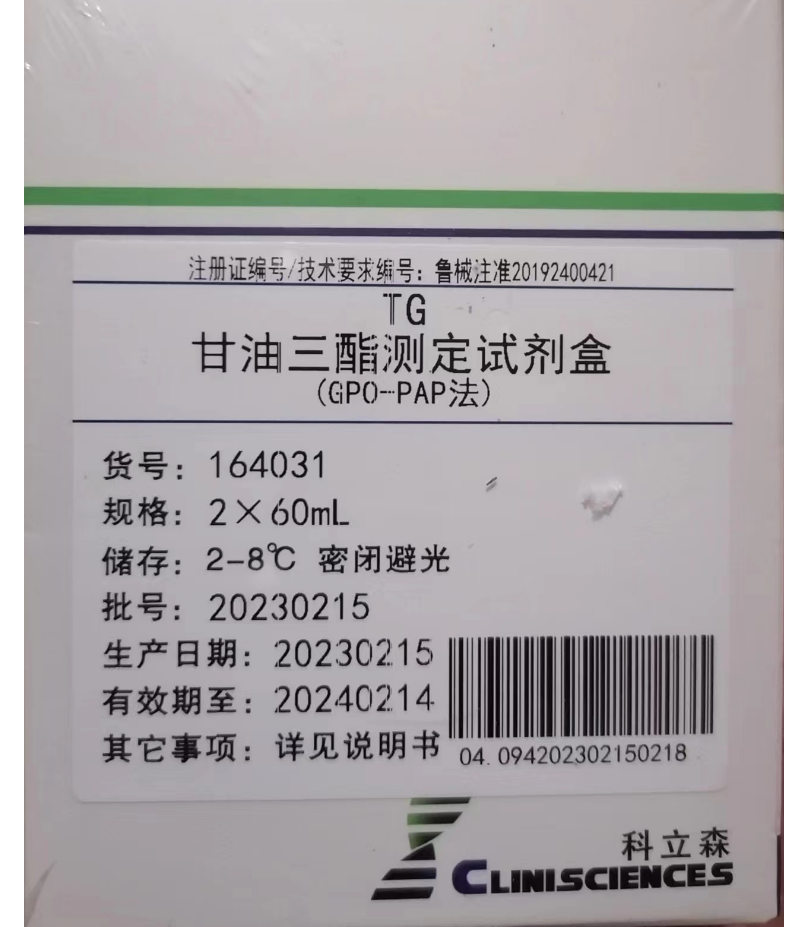 注册证编号/技术要求编号：鲁械注准20192400421
TG
甘油三酯测定试剂盒
(GPO-PAP法)
货号：164031
规格：2×60mL
储存：2-8℃ 密闭避光
批号：20230215
生产日期：20230215
有效期至：20240214
其它事项：详见说明书
04. 094202302150218
科立森
CLINISCIENCES